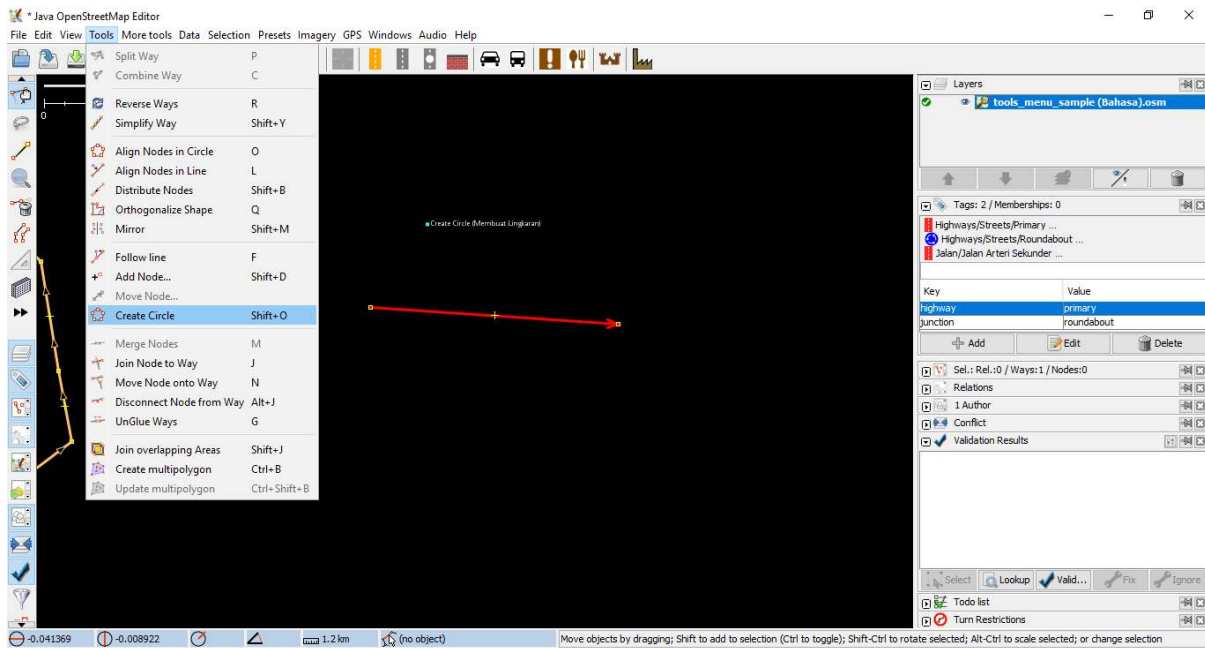 * Java OpenStreetMap Editor
File Edit View Tools More tools Data Selection Presets Imagery GPS Windows Audio Help
Split Way P
Combine Way C
Reverse Ways R
Simplify Way Shift+Y
Align Nodes in Circle O
Align Nodes in Line L
Distribute Nodes Shift+B
Orthogonalize Shape Q
Mirror Shift+M
Follow line F
Add Node... Shift+D
Move Node...
Create Circle Shift+O
Merge Nodes M
Join Node to Way J
Move Node onto Way N
Disconnect Node from Way Alt+J
UnGlue Ways G
Join overlapping Areas Shift+J
Create multipolygon Ctrl+B
Update multipolygon Ctrl+Shift+B
0
Create Circle (Membuat Lingkaran)
Layers
tools_menu_sample (Bahasa).osm
Tags: 2 / Memberships: 0
Highways/Streets/Primary ...
Highways/Streets/Roundabout ...
Jalan/Jalan Arteri Sekunder ...
Key Value
highway primary
junction roundabout
Add Edit Delete
Sel.: Rel.:0 / Ways:1 / Nodes:0
Relations
1 Author
Conflict
Validation Results
Select Lookup Valid... Fix Ignore
Todo list
Turn Restrictions
-0.041369 -0.008922 1.2 km (no object) Move objects by dragging; Shift to add to selection (Ctrl to toggle); Shift-Ctrl to rotate selected; Alt-Ctrl to scale selected; or change selection